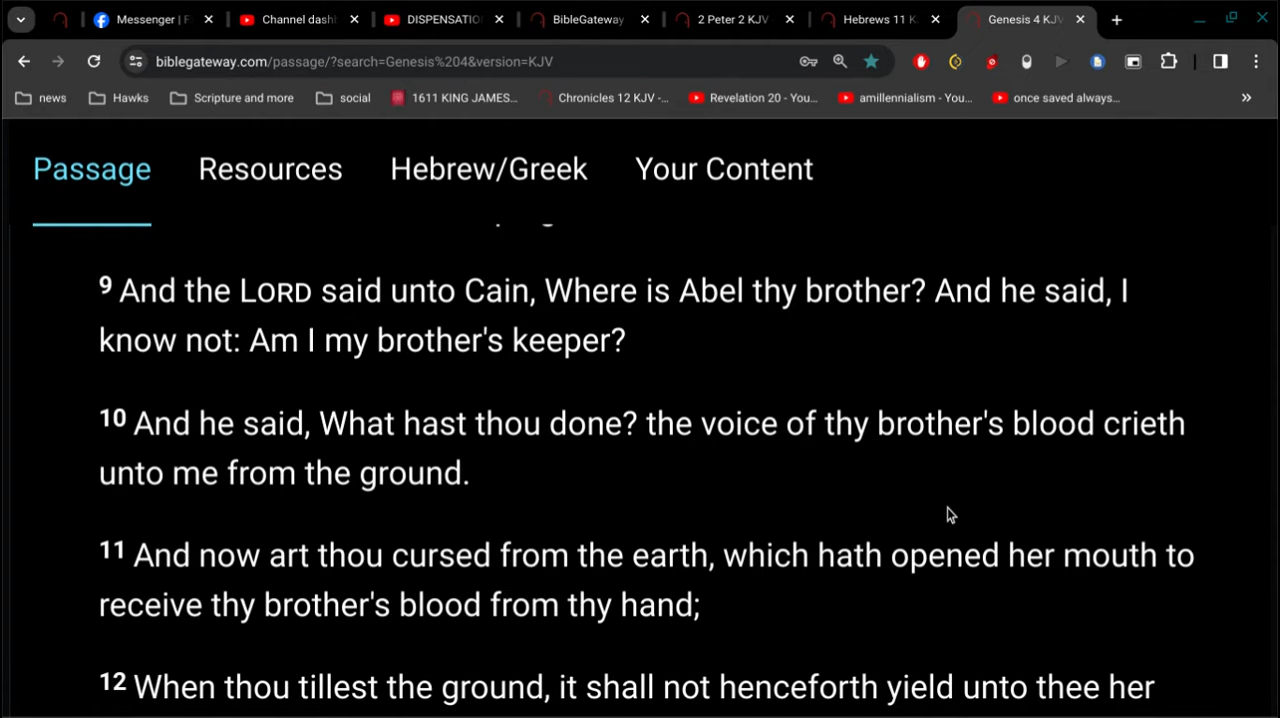 Messenger | F
Channel dash
DISPENSATIO
BibleGateway
2 Peter 2 KJV
Hebrews 11 K
Genesis 4 KJV
biblegateway.com/passage/?search=Genesis%204&version=KJV
news
Hawks
Scripture and more
social
1611 KING JAMES...
Chronicles 12 KJV -...
Revelation 20 - You...
amillennialism - You...
once saved always...
Passage
Resources
Hebrew/Greek
Your Content
9 And the LORD said unto Cain, Where is Abel thy brother? And he said, I
know not: Am I my brother's keeper?
10 And he said, What hast thou done? the voice of thy brother's blood crieth
unto me from the ground.
11 And now art thou cursed from the earth, which hath opened her mouth to
receive thy brother's blood from thy hand;
12 When thou tillest the ground, it shall not henceforth yield unto thee her